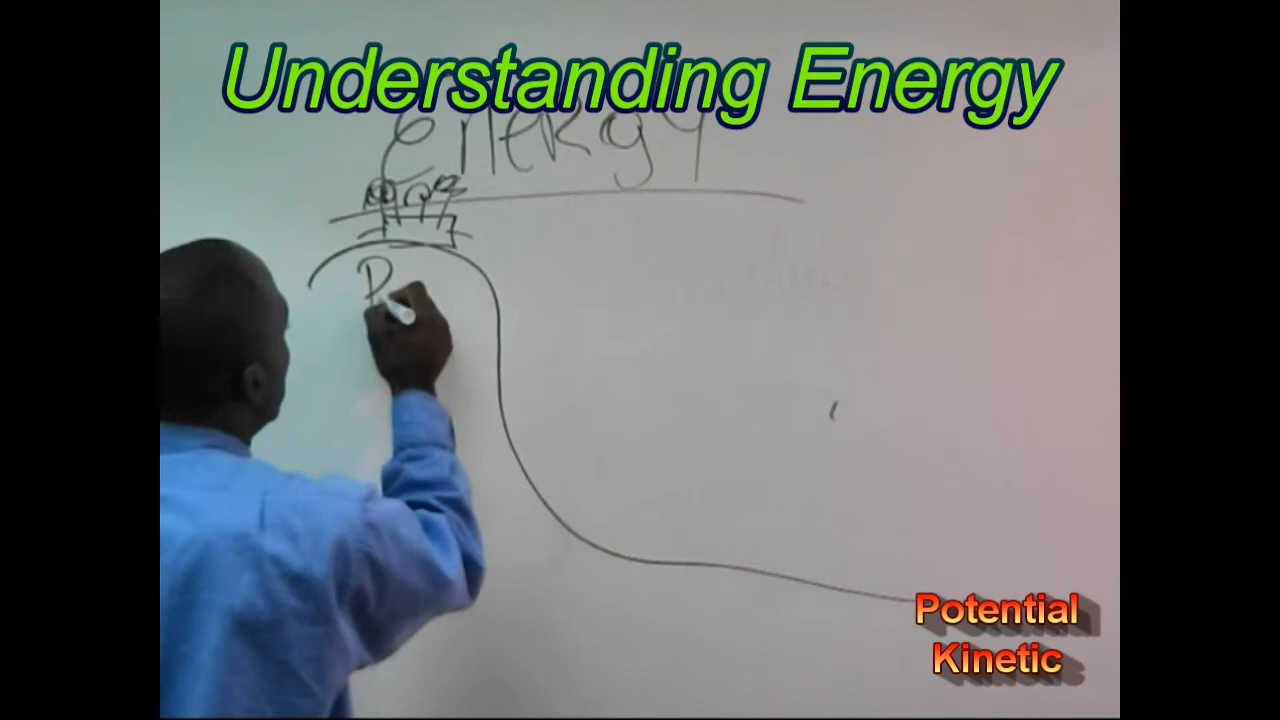 Understanding Energy
EnERgy
P
Potential
Kinetic